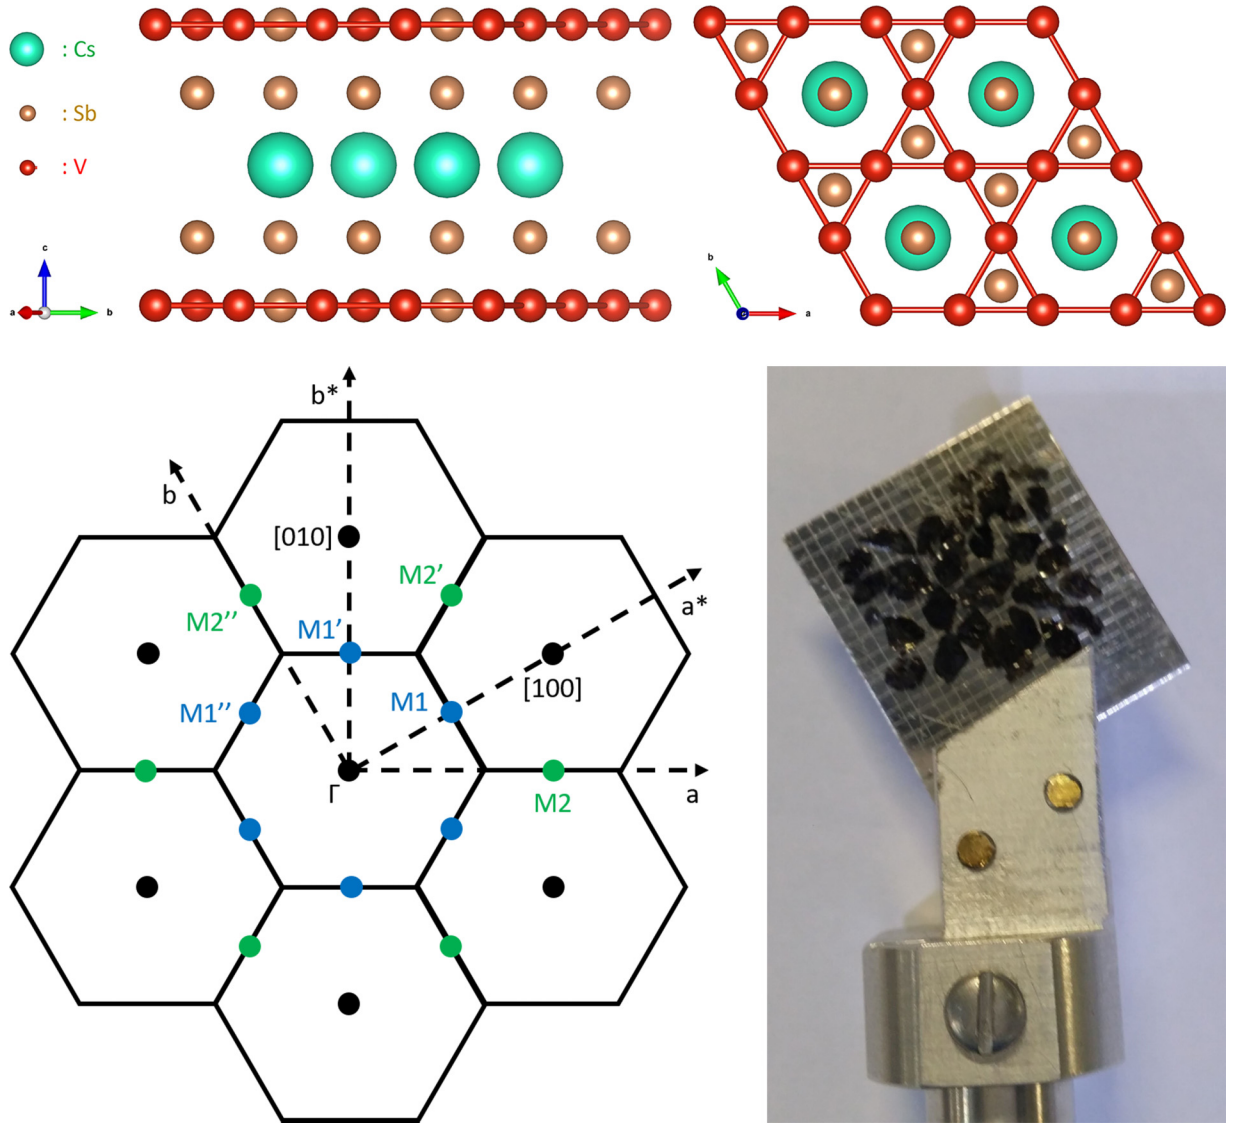 : Cs
: Sb
: V
c
a
b
b
a
b*
b
[010]
M2'
M2''
M1'
a*
[100]
M1''
M1
Γ
M2
a